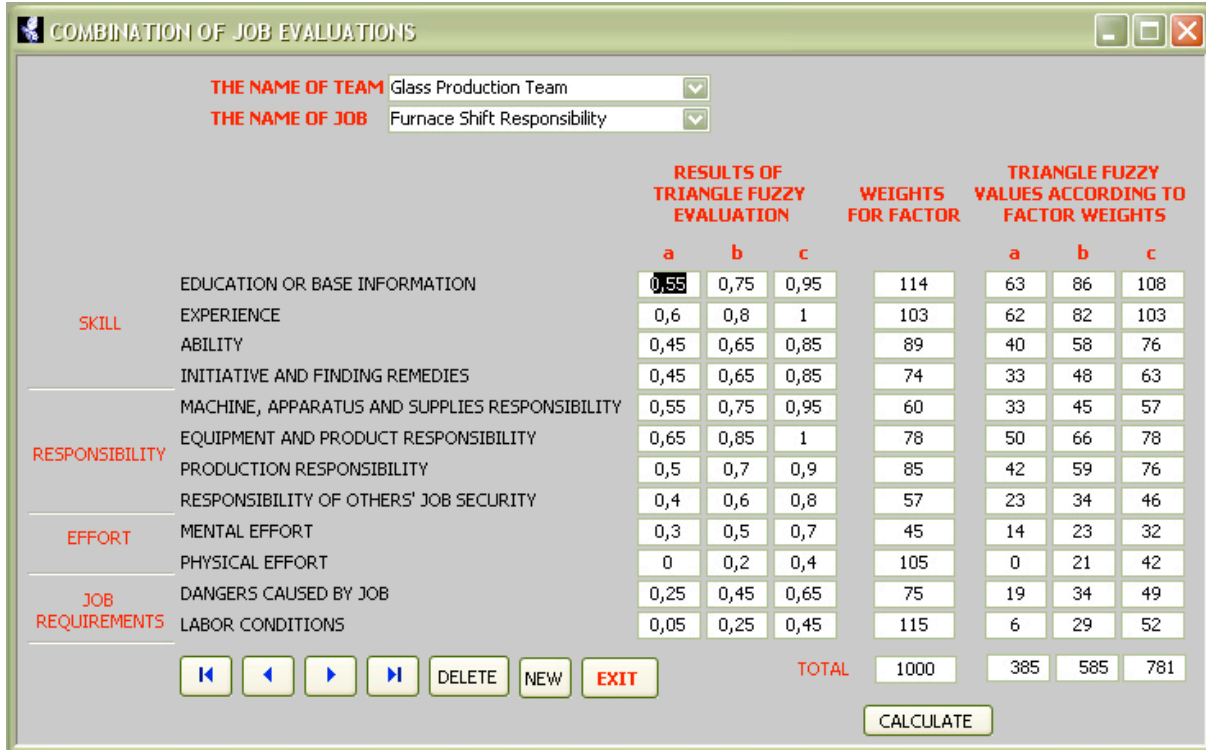 COMBINATION OF JOB EVALUATIONS
THE NAME OF TEAM Glass Production Team
THE NAME OF JOB Furnace Shift Responsibility
RESULTS OF TRIANGLE FUZZY EVALUATION
WEIGHTS FOR FACTOR
TRIANGLE FUZZY VALUES ACCORDING TO FACTOR WEIGHTS
a b c a b c
SKILL
EDUCATION OR BASE INFORMATION 0,55 0,75 0,95 114 63 86 108
EXPERIENCE 0,6 0,8 1 103 62 82 103
ABILITY 0,45 0,65 0,85 89 40 58 76
INITIATIVE AND FINDING REMEDIES 0,45 0,65 0,85 74 33 48 63
RESPONSIBILITY
MACHINE, APPARATUS AND SUPPLIES RESPONSIBILITY 0,55 0,75 0,95 60 33 45 57
EQUIPMENT AND PRODUCT RESPONSIBILITY 0,65 0,85 1 78 50 66 78
PRODUCTION RESPONSIBILITY 0,5 0,7 0,9 85 42 59 76
RESPONSIBILITY OF OTHERS' JOB SECURITY 0,4 0,6 0,8 57 23 34 46
EFFORT
MENTAL EFFORT 0,3 0,5 0,7 45 14 23 32
PHYSICAL EFFORT 0 0,2 0,4 105 0 21 42
JOB REQUIREMENTS
DANGERS CAUSED BY JOB 0,25 0,45 0,65 75 19 34 49
LABOR CONDITIONS 0,05 0,25 0,45 115 6 29 52
DELETE NEW EXIT TOTAL 1000 385 585 781
CALCULATE